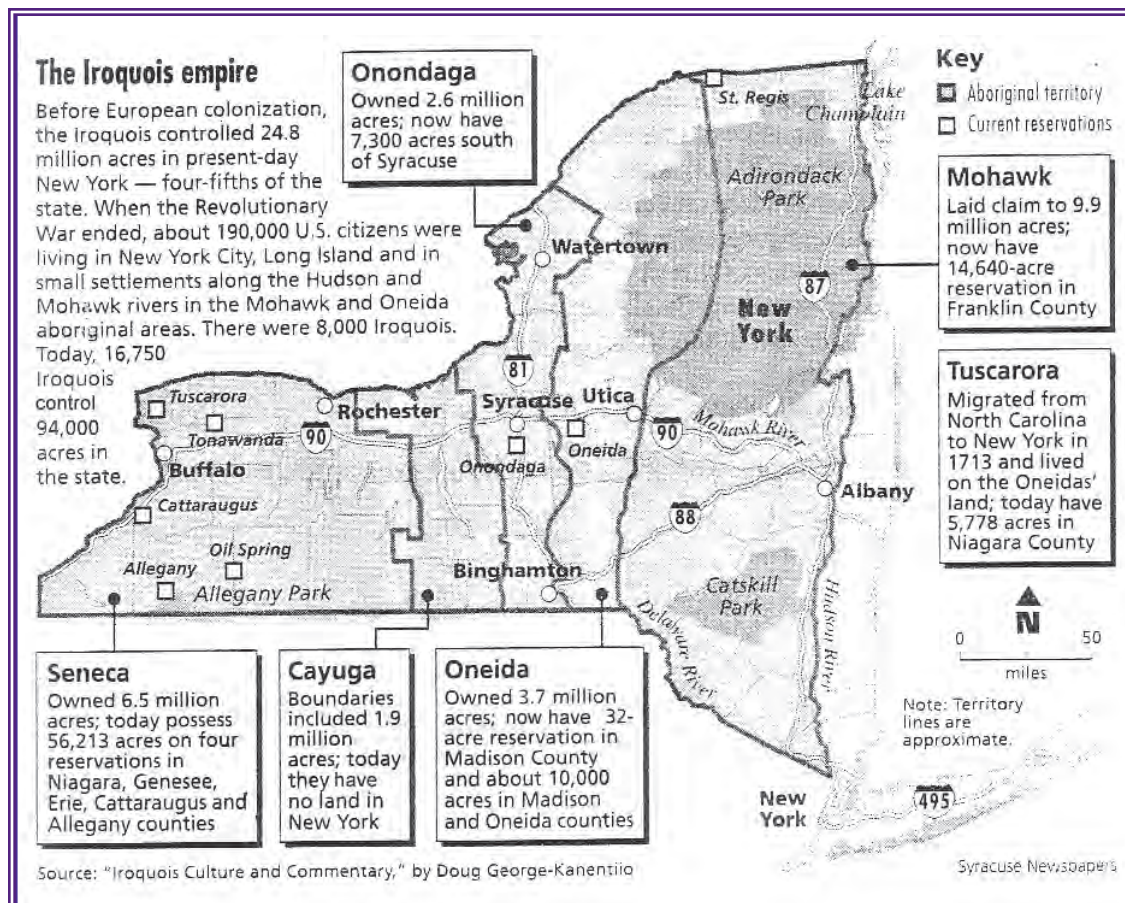 The Iroquois empire
Before European colonization,
the Iroquois controlled 24.8
million acres in present-day
New York — four-fifths of the
state. When the Revolutionary
War ended, about 190,000 U.S. citizens were
living in New York City, Long Island and in
small settlements along the Hudson and
Mohawk rivers in the Mohawk and Oneida
aboriginal areas. There were 8,000 Iroquois.
Today, 16,750
Iroquois
control
94,000
acres in
the state.
Onondaga
Owned 2.6 million
acres; now have
7,300 acres south
of Syracuse
Key
Aboriginal territory
Current reservations
Mohawk
Laid claim to 9.9
million acres;
now have
14,640-acre
reservation in
Franklin County
Tuscarora
Migrated from
North Carolina
to New York in
1713 and lived
on the Oneidas'
land; today have
5,778 acres in
Niagara County
St. Regis
Lake
Champlain
Adirondack
Park
Watertown
87
New
York
81
Tuscarora
Rochester
Syracuse
Utica
Tonawanda
90
Onondaga
Oneida
90
Mohawk River
Buffalo
Cattaraugus
Albany
88
Oil Spring
Allegany
Allegany Park
Binghamton
Catskill
Park
Delaware River
Hudson River
N
0 50
miles
Seneca
Owned 6.5 million
acres; today possess
56,213 acres on four
reservations in
Niagara, Genesee,
Erie, Cattaraugus and
Allegany counties
Cayuga
Boundaries
included 1.9
million
acres; today
they have
no land in
New York
Oneida
Owned 3.7 million
acres; now have 32-
acre reservation in
Madison County
and about 10,000
acres in Madison
and Oneida counties
Note: Territory
lines are
approximate.
New
York
495
Source: "Iroquois Culture and Commentary," by Doug George-Kanentiio
Syracuse Newspapers